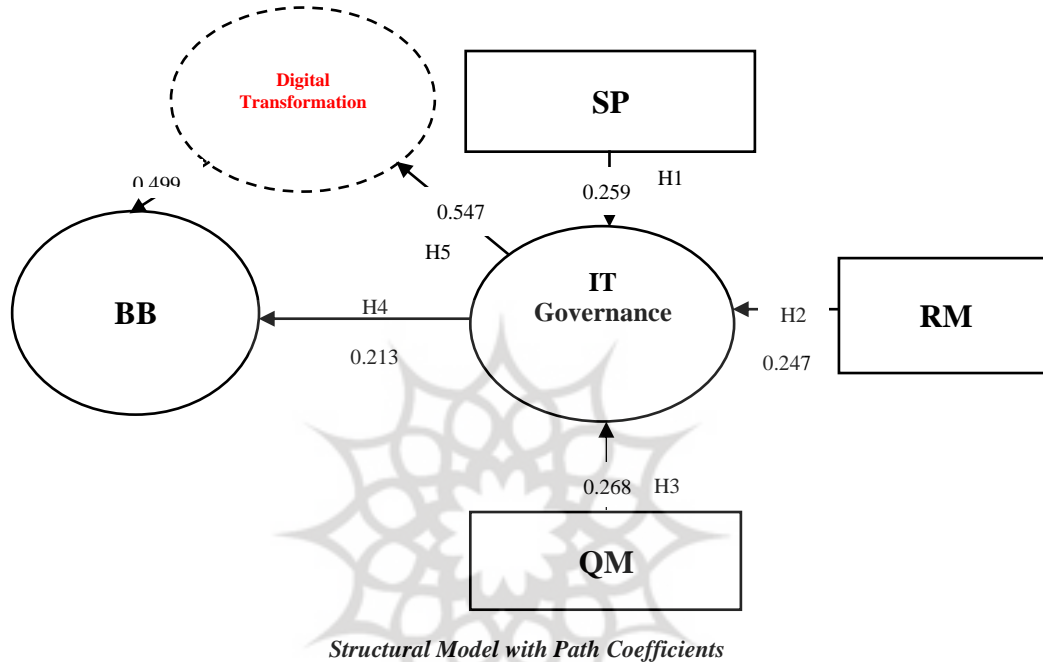 Digital
Transformation
SP
0.499
0.547
0.259
H1
H5
IT
Governance
BB
H4
0.213
H2
0.247
RM
0.268
H3
QM
Structural Model with Path Coefficients